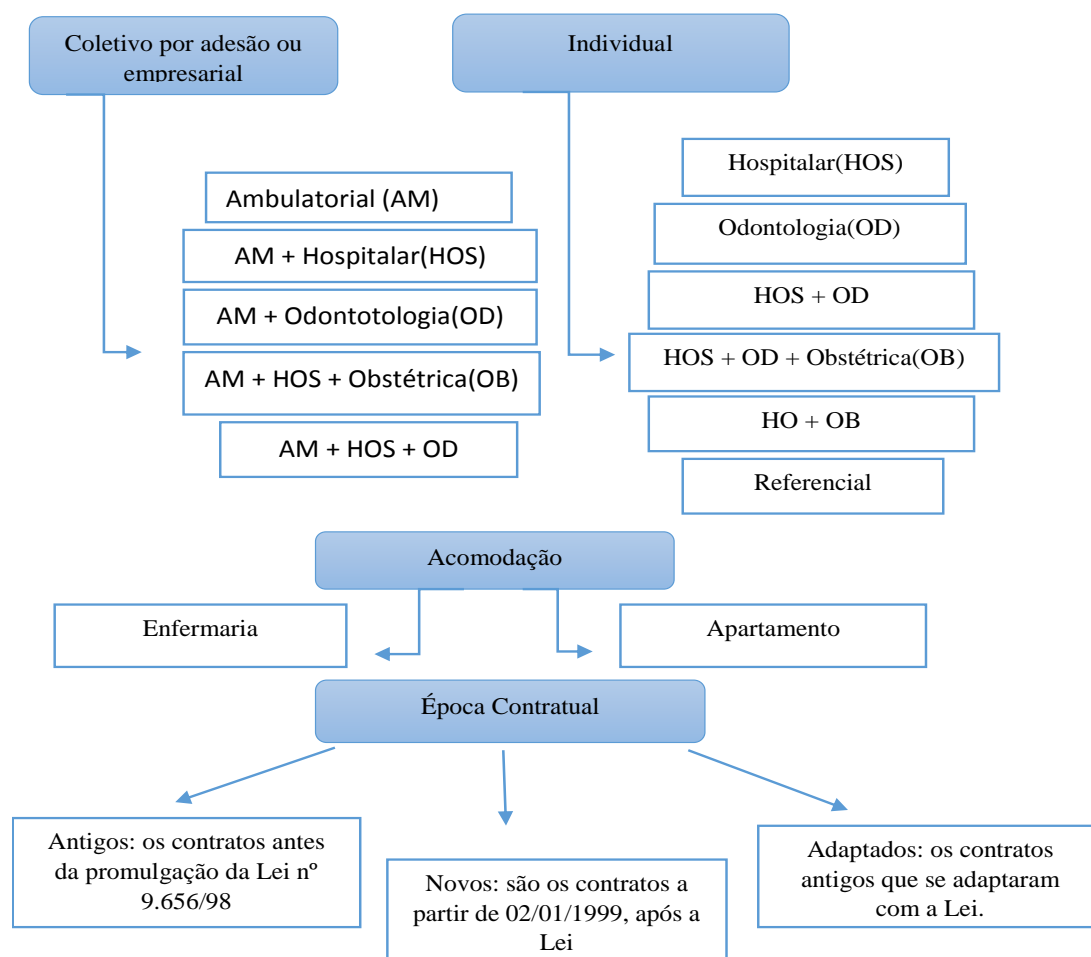 Coletivo por adesão ou
empresarial
Individual
Ambulatorial (AM)
AM + Hospitalar(HOS)
AM + Odontotologia(OD)
AM + HOS + Obstétrica(OB)
AM + HOS + OD
Hospitalar(HOS)
Odontologia(OD)
HOS + OD
HOS + OD + Obstétrica(OB)
HO + OB
Referencial
Acomodação
Enfermaria
Apartamento
Época Contratual
Antigos: os contratos antes
da promulgação da Lei nº
9.656/98
Novos: são os contratos a
partir de 02/01/1999, após a
Lei
Adaptados: os contratos
antigos que se adaptaram
com a Lei.